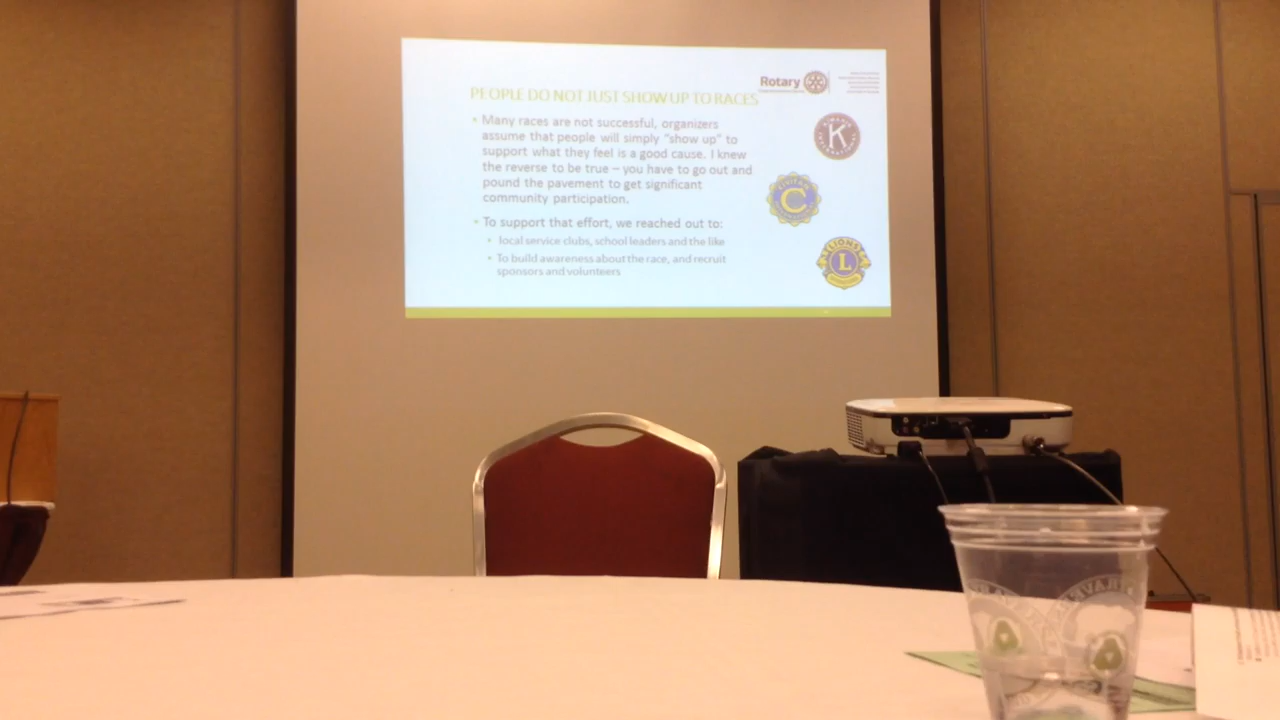 Rotary
PEOPLE DO NOT JUST SHOW UP TO RACES
• Many races are not successful, organizers
assume that people will simply “show up” to
support what they feel is a good cause. I knew
the reverse to be true – you have to go out and
pound the pavement to get significant
community participation.
• To support that effort, we reached out to:
• local service clubs, school leaders and the like
• To build awareness about the race, and recruit
sponsors and volunteers
KIWANIS
K
INTERNATIONAL
CIVITAN
C
LIONS
L